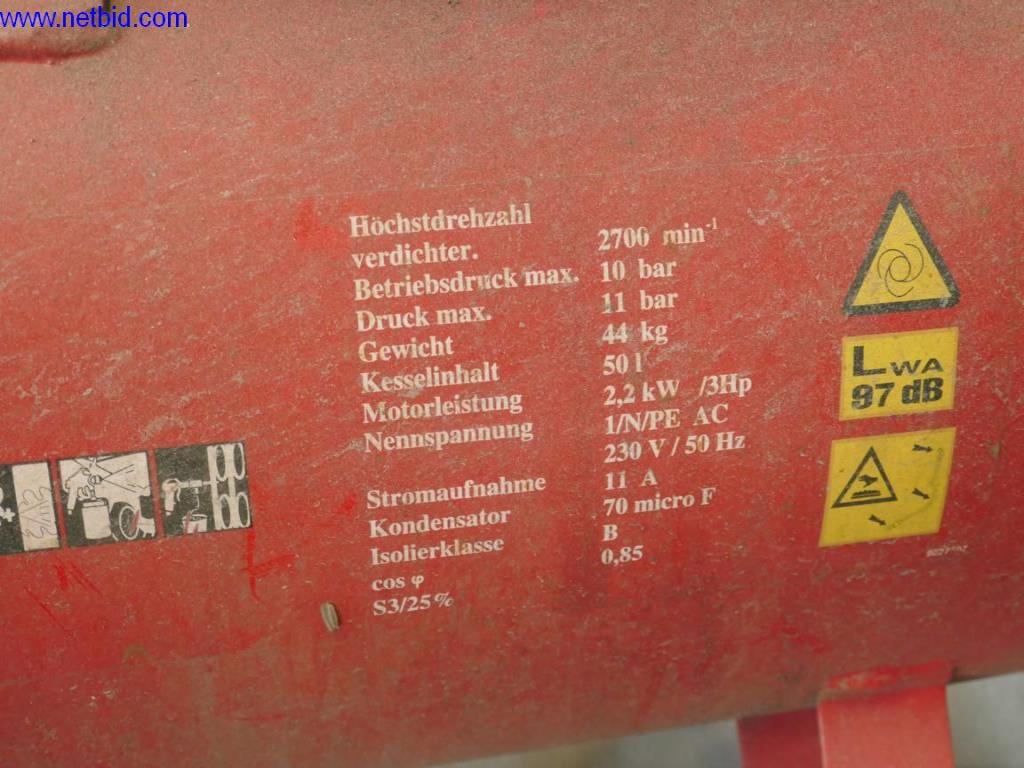 www.netbid.com
Höchstdrehzahl
verdichter. 2700 min⁻¹
Betriebsdruck max. 10 bar
Druck max. 11 bar
Gewicht 44 kg
Kesselinhalt 50 l
Motorleistung 2,2 kW /3Hp
Nennspannung 1/N/PE AC
230 V / 50 Hz
Stromaufnahme 11 A
Kondensator 70 micro F
Isolierklasse B
cos φ 0,85
S3/25%
LWA
97 dB